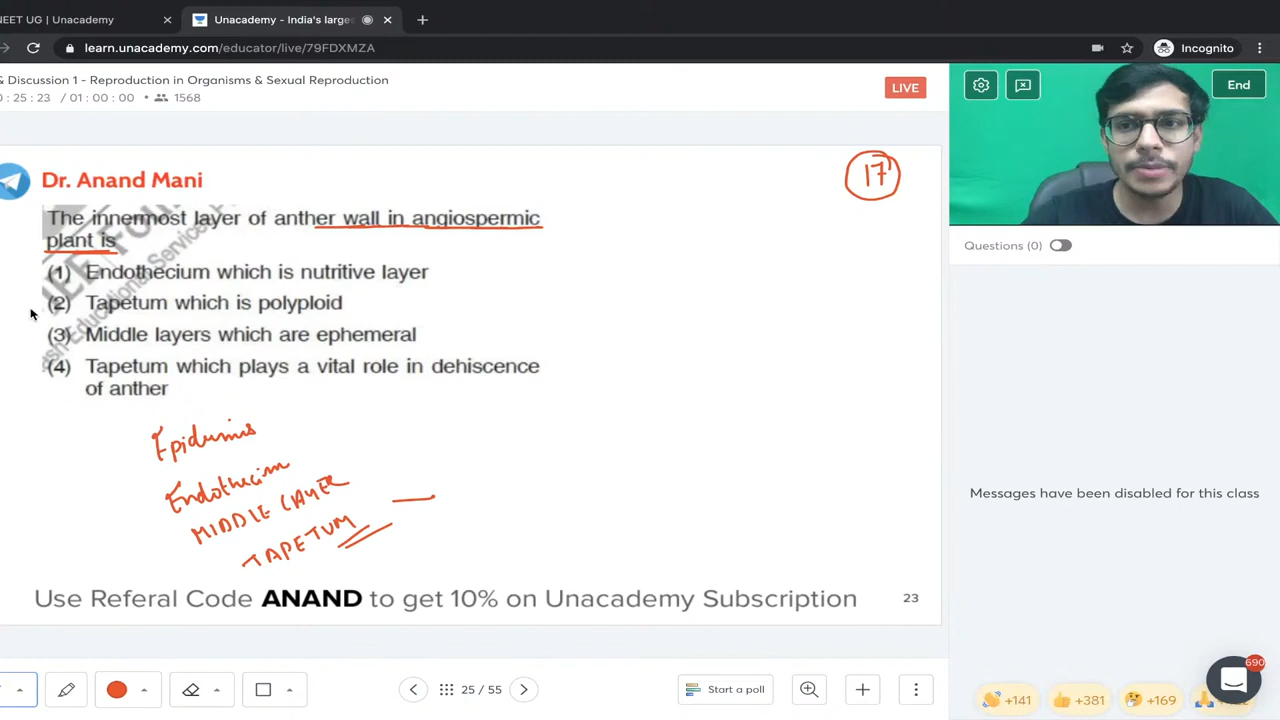 NEET UG | Unacademy
Unacademy - India's larges
learn.unacademy.com/educator/live/79FDXMZA
Incognito
& Discussion 1 - Reproduction in Organisms & Sexual Reproduction
0 : 25 : 23 / 01 : 00 : 00 • 1568
LIVE
End
Dr. Anand Mani
17
The innermost layer of anther wall in angiospermic
plant is
(1) Endothecium which is nutritive layer
(2) Tapetum which is polyploid
(3) Middle layers which are ephemeral
(4) Tapetum which plays a vital role in dehiscence
of anther
Epidermis
Endothecim
MIDDLE LAYER
TAPETUM
Use Referal Code ANAND to get 10% on Unacademy Subscription
23
Questions (0)
Messages have been disabled for this class
25 / 55
Start a poll
690
+141
+381
+169